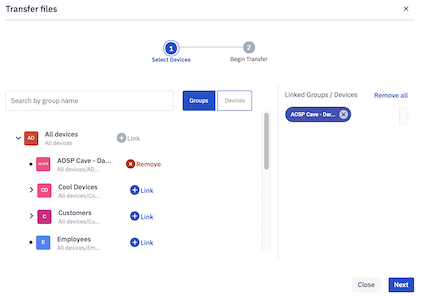 Transfer files
1
2
Select Devices
Begin Transfer
Search by group name
Groups
Devices
Linked Groups / Devices
Remove all
AOSP Cave - Dar...
AD
All devices
All devices
Link
AOSP Cave - Dar...
All devices/AO...
Remove
CD
Cool Devices
All devices/Co...
Link
C
Customers
All devices/Cu...
Link
E
Employees
All devices/Em...
Link
Close
Next